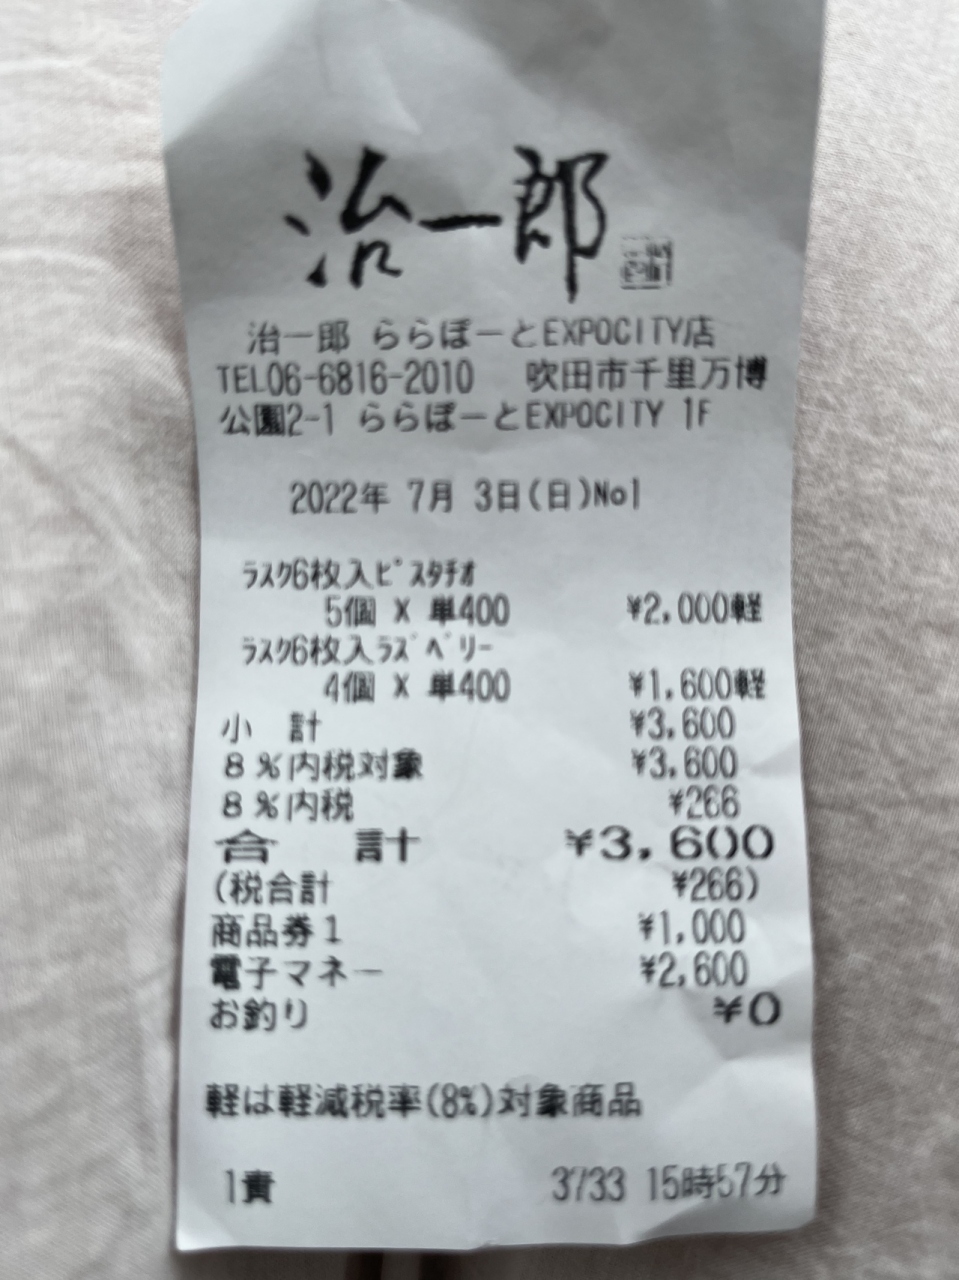 治一郎
治一郎 ららぽーとEXPOCITY店
TEL06-6816-2010 吹田市千里万博
公園2-1 ららぽーとEXPOCITY 1F
2022年 7月 3日(日)No1
ﾗｽｸ6枚入ﾋﾟｽﾀﾁｵ
5個 X 単400 ¥2,000軽
ﾗｽｸ6枚入ﾗｽﾞﾍﾞﾘｰ
4個 X 単400 ¥1,600軽
小 計 ¥3,600
8%内税対象 ¥3,600
8%内税 ¥266
合 計 ¥3,600
(税合計 ¥266)
商品券1 ¥1,000
電子マネー ¥2,600
お釣り ¥0
軽は軽減税率(8%)対象商品
1責 3733 15時57分